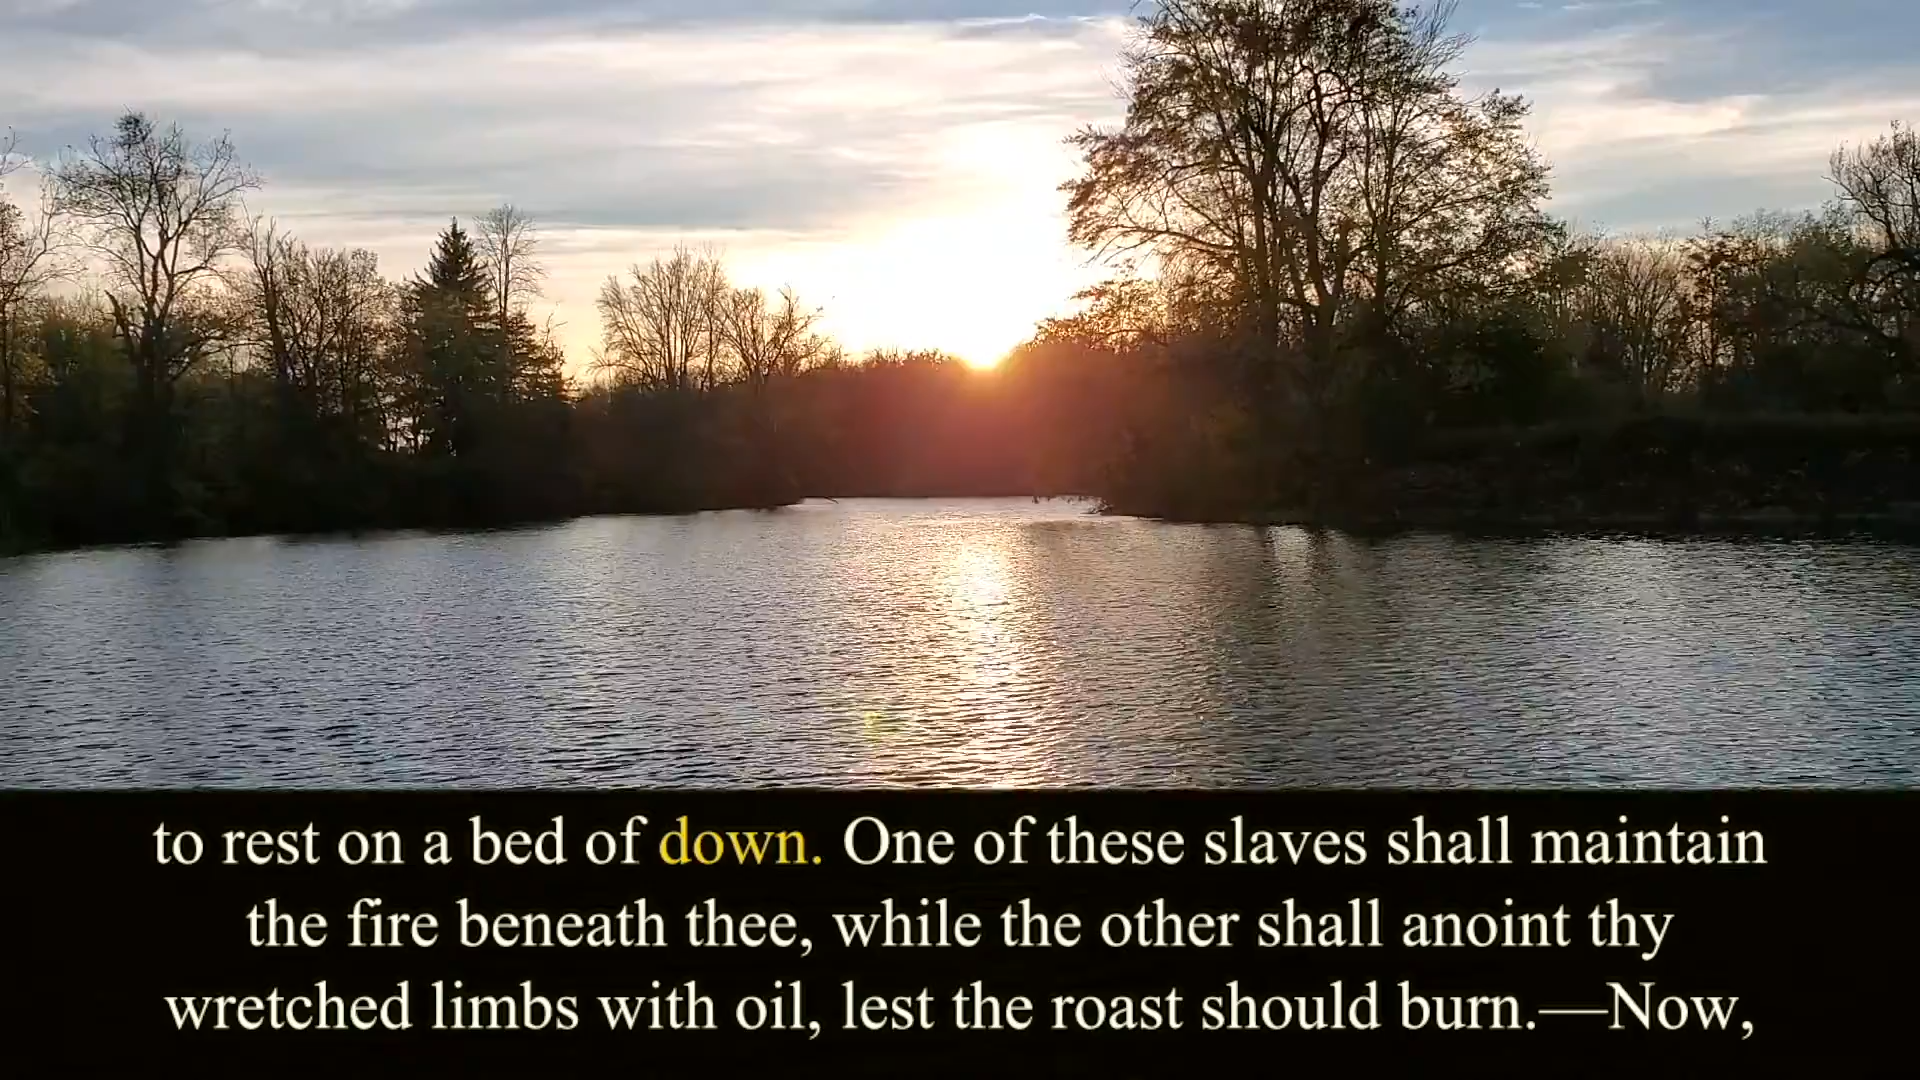 to rest on a bed of down. One of these slaves shall maintain
the fire beneath thee, while the other shall anoint thy
wretched limbs with oil, lest the roast should burn.—Now,